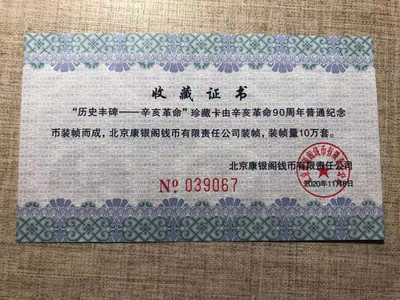 收藏证书
“历史丰碑——辛亥革命”珍藏卡由辛亥革命90周年普通纪念
币装帧而成，北京康银阁钱币有限责任公司装帧，装帧量10万套。
北京康银阁钱币有限责任公司
2020年11月8日
Nº 039067